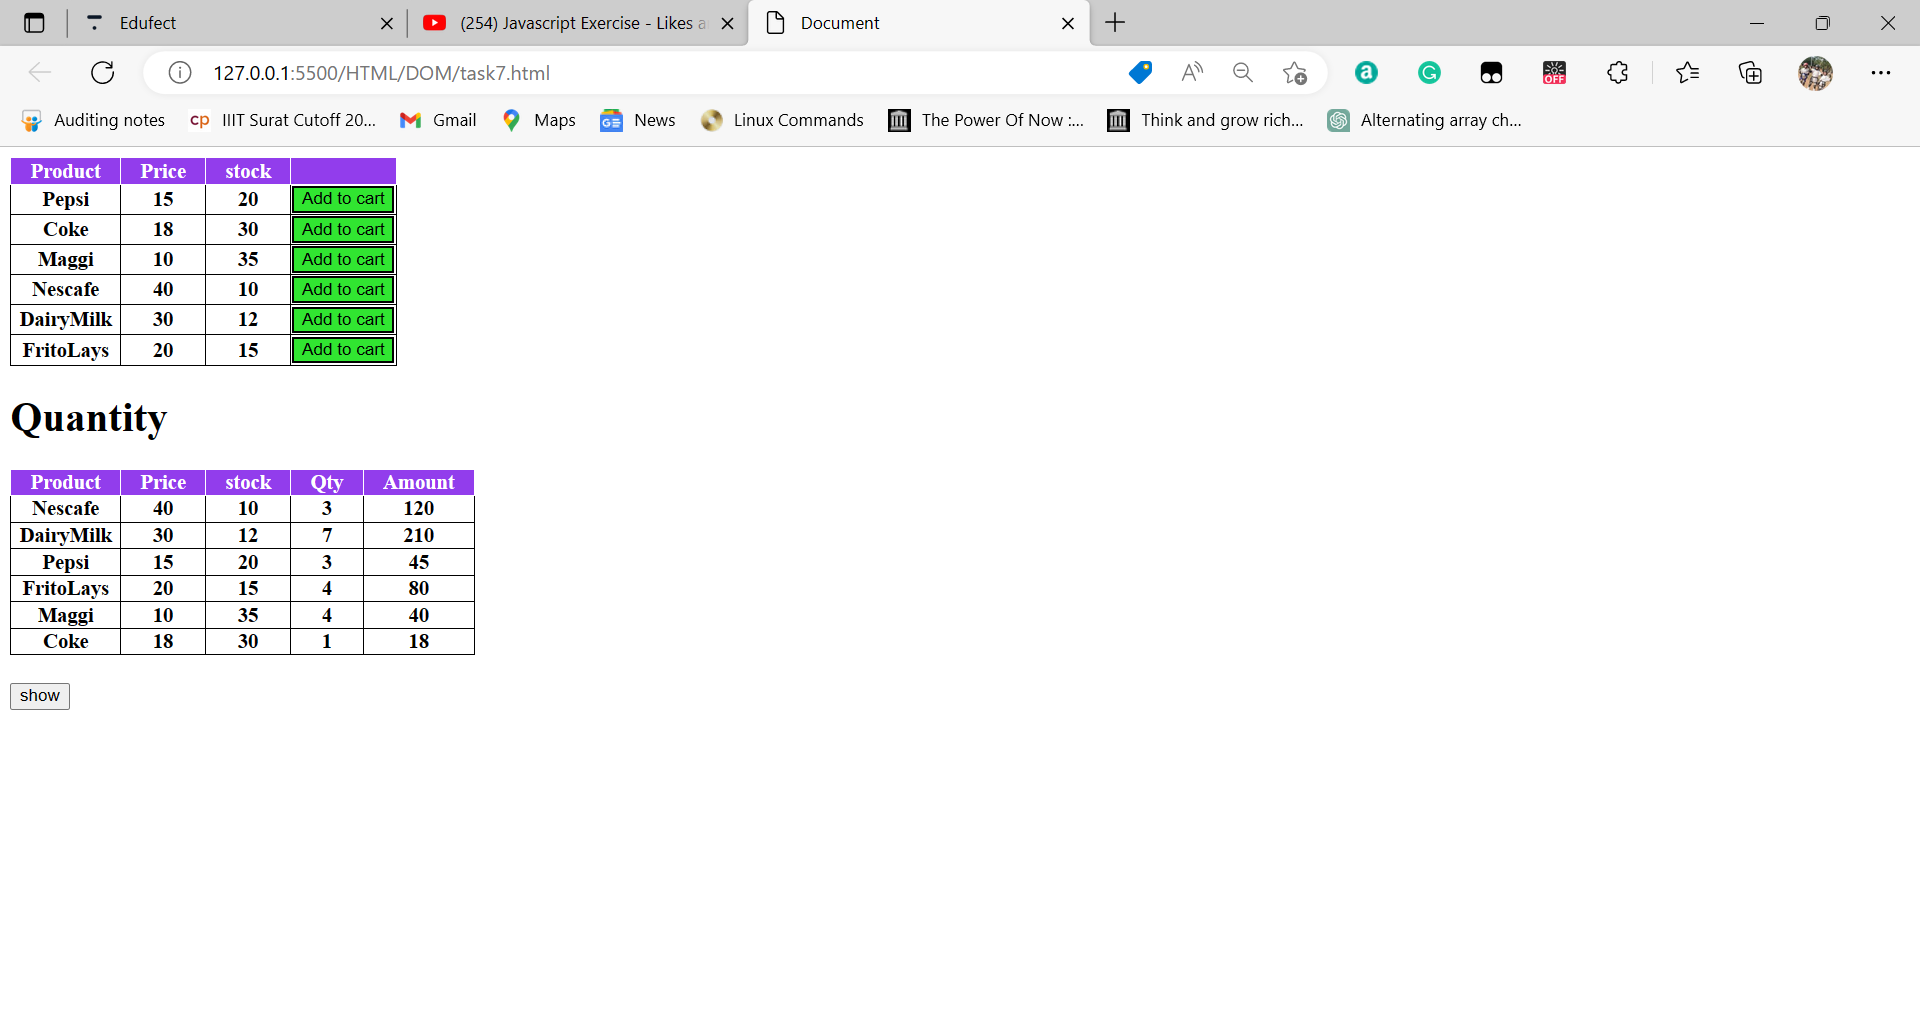 Edufect
(254) Javascript Exercise - Likes a
Document
127.0.0.1:5500/HTML/DOM/task7.html
Auditing notes
IIIT Surat Cutoff 20...
Gmail
Maps
News
Linux Commands
The Power Of Now :...
Think and grow rich...
Alternating array ch...
Product Price stock
Pepsi 15 20 Add to cart
Coke 18 30 Add to cart
Maggi 10 35 Add to cart
Nescafe 40 10 Add to cart
DairyMilk 30 12 Add to cart
FritoLays 20 15 Add to cart
Quantity
Product Price stock Qty Amount
Nescafe 40 10 3 120
DairyMilk 30 12 7 210
Pepsi 15 20 3 45
FritoLays 20 15 4 80
Maggi 10 35 4 40
Coke 18 30 1 18
show